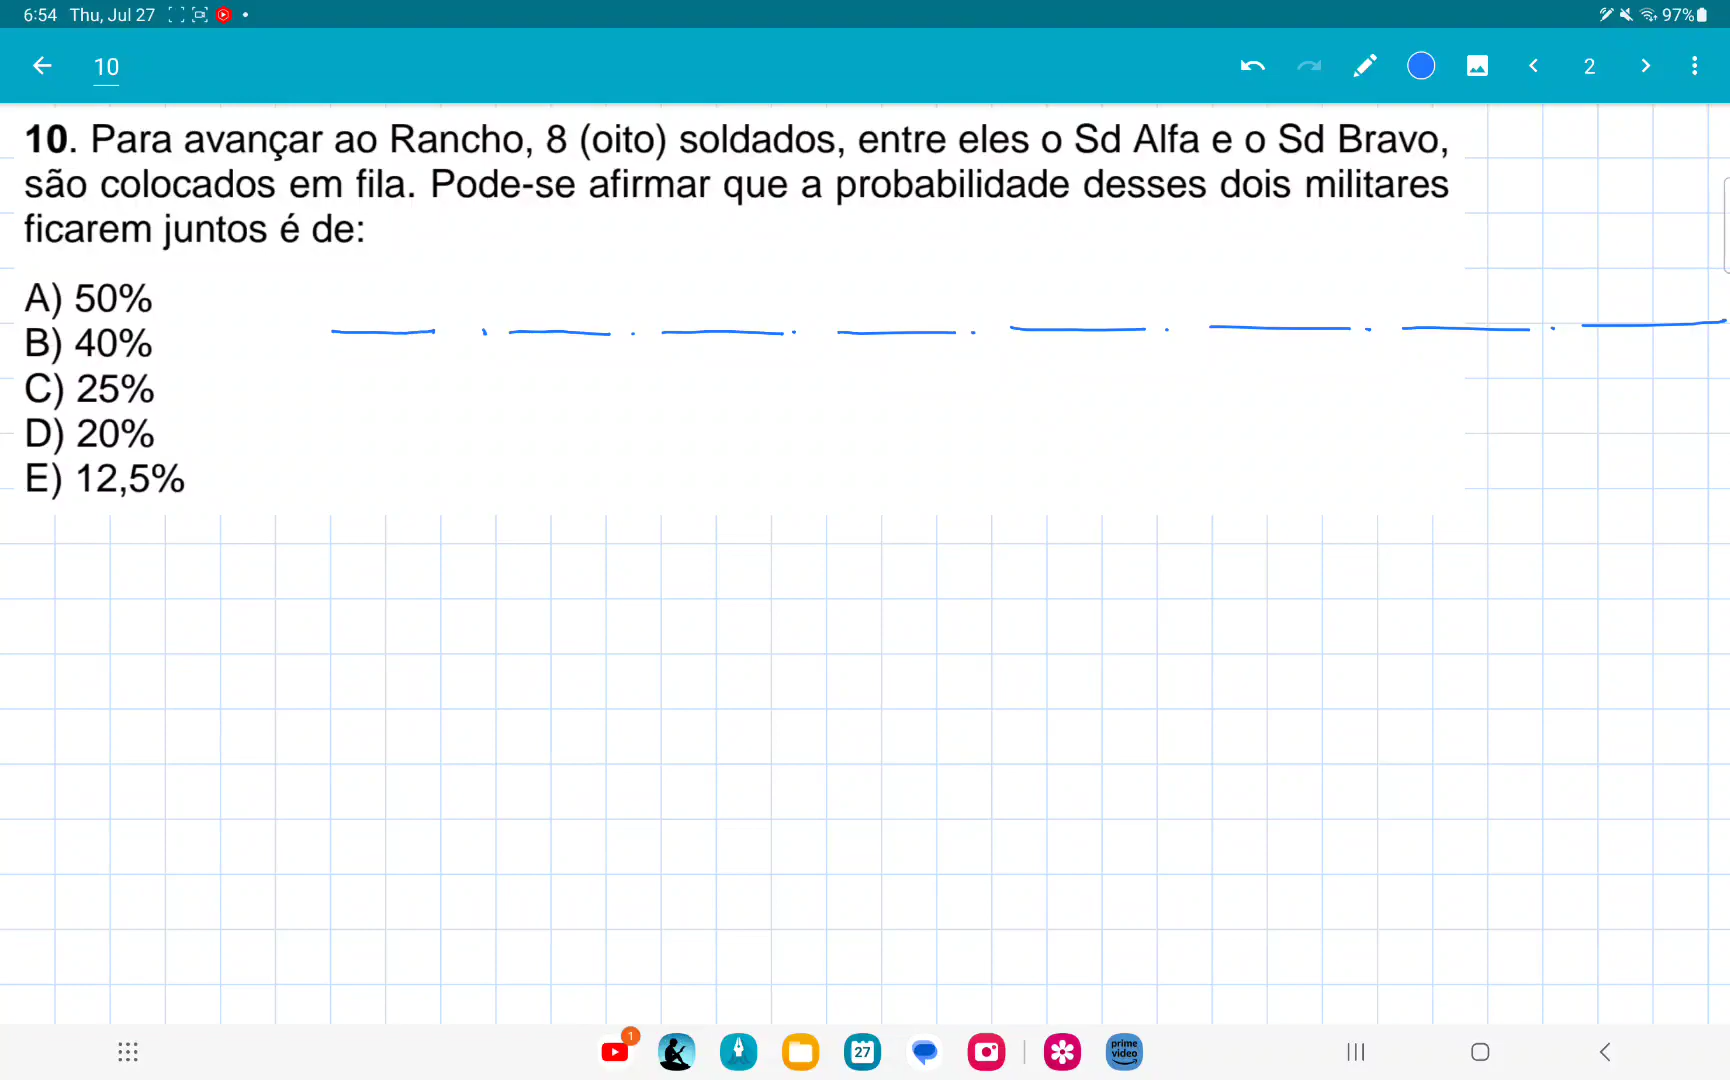 6:54 Thu, Jul 27 97%
10 2
10. Para avançar ao Rancho, 8 (oito) soldados, entre eles o Sd Alfa e o Sd Bravo,
são colocados em fila. Pode-se afirmar que a probabilidade desses dois militares
ficarem juntos é de:
A) 50%
B) 40%
C) 25%
D) 20%
E) 12,5%
1
27
prime
video